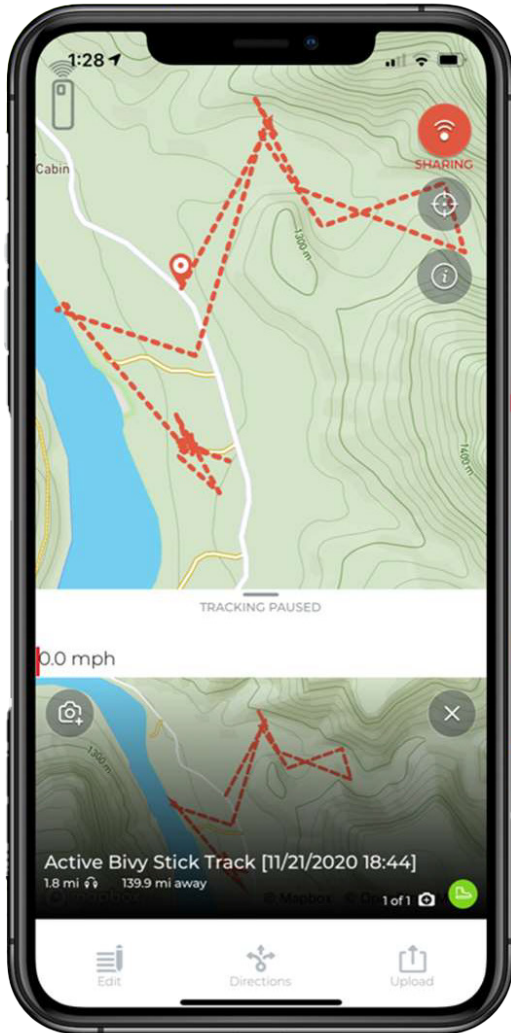 1:28
SHARING
Cabin
1300 m
1400 m
TRACKING PAUSED
0.0 mph
1300 m
Active Bivy Stick Track [11/21/2020 18:44]
1.8 mi 139.9 mi away
© Mapbox ©
1 of 1
Edit Directions Upload